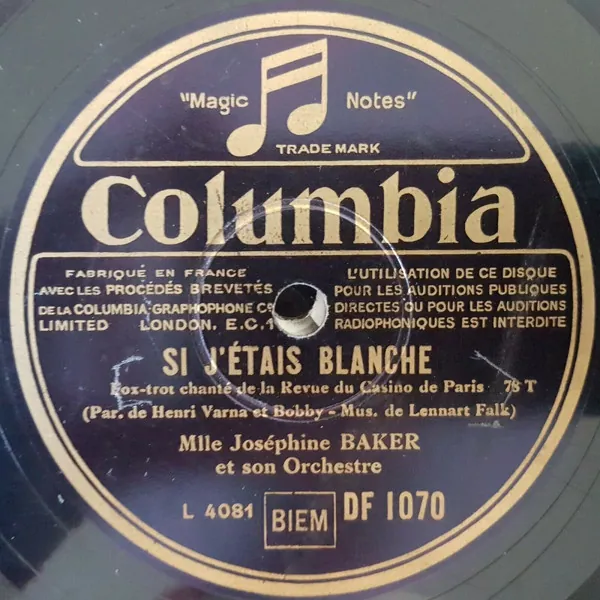 "Magic Notes"
TRADE MARK
Columbia
FABRIQUÉ EN FRANCE
AVEC LES PROCÉDÉS BREVETÉS
DE LA COLUMBIA GRAPHOPHONE Cº
LIMITED LONDON. E.C.1
L'UTILISATION DE CE DISQUE
POUR LES AUDITIONS PUBLIQUES
DIRECTES OU POUR LES AUDITIONS
RADIOPHONIQUES EST INTERDITE
SI J'ÉTAIS BLANCHE
Fox-trot chanté de la Revue du Casino de Paris 78 T
(Par. de Henri Varna et Bobby - Mus. de Lennart Falk)
Mlle Joséphine BAKER
et son Orchestre
L 4081 BIEM DF 1070